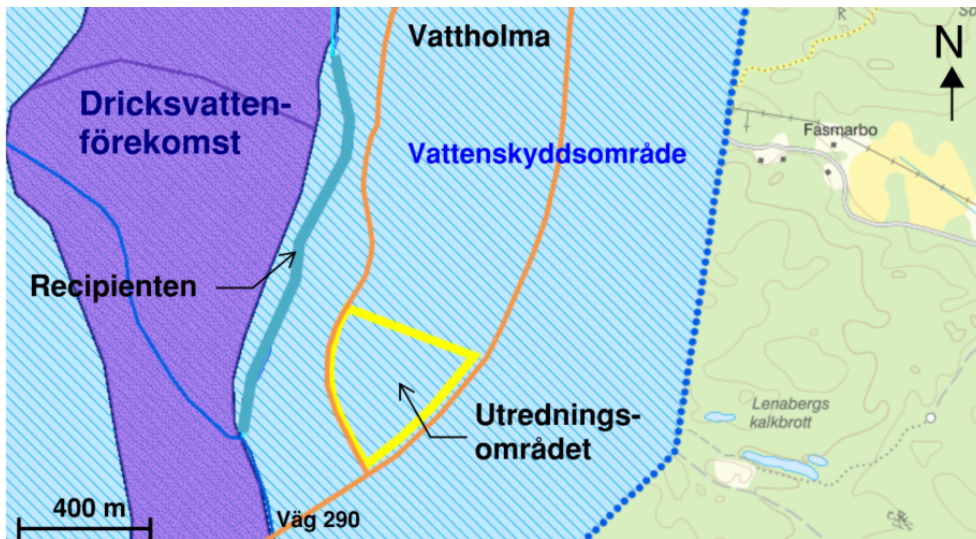 Vattholma
N
Dricksvatten-
förekomst
Fasmarbo
Vattenskyddsområde
Recipienten
Lenabergs
kalkbrott
Utrednings-
området
400 m
Väg 290